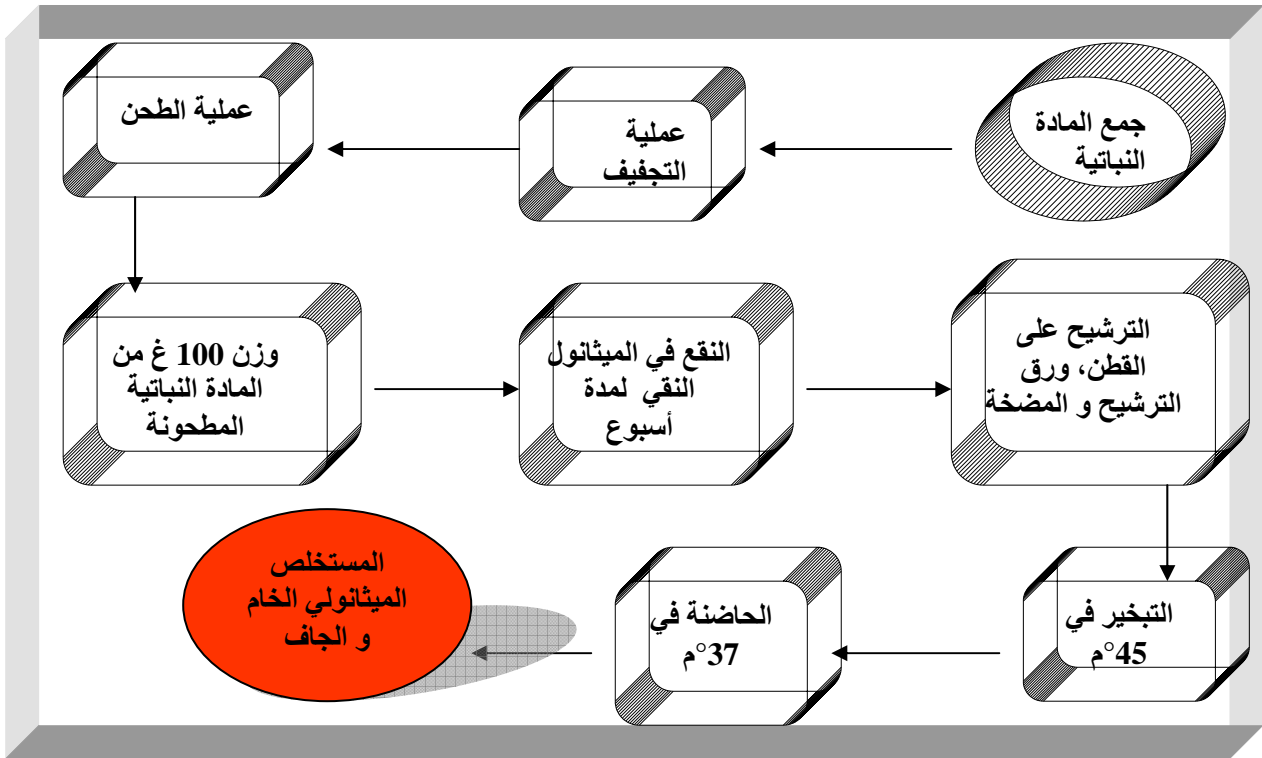 جمع المادة
النباتية
عملية
التجفيف
عملية الطحن
وزن 100 غ من
المادة النباتية
المطحونة
النقع في الميثانول
النقي لمدة
أسبوع
الترشيح على
القطن، ورق
الترشيح و المضخة
التبخير في
45°م
الحاضنة في
37°م
المستخلص
الميثانولي الخام
و الجاف